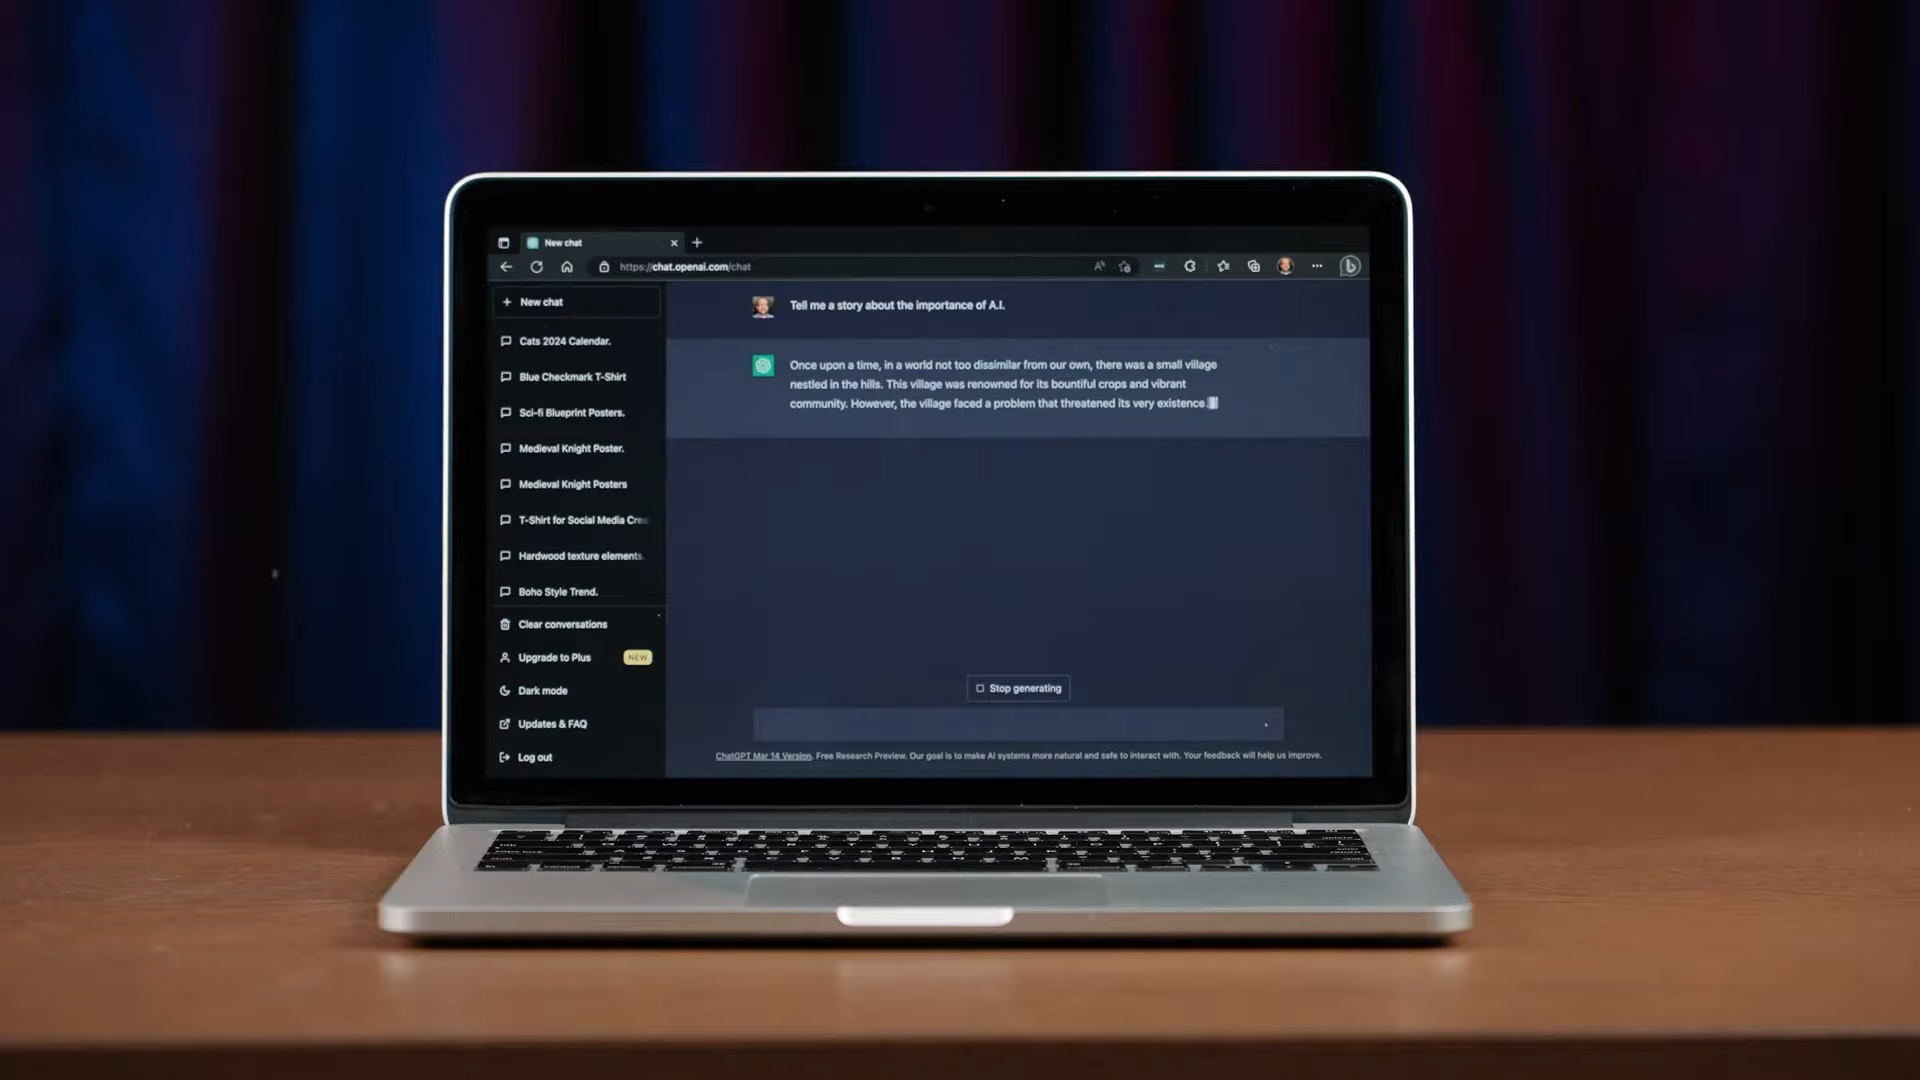 New chat
https://chat.openai.com/chat
New chat
Cats 2024 Calendar.
Blue Checkmark T-Shirt
Sci-fi Blueprint Posters.
Medieval Knight Poster.
Medieval Knight Posters
T-Shirt for Social Media Crea
Hardwood texture elements.
Boho Style Trend.
Clear conversations
Upgrade to Plus NEW
Dark mode
Updates & FAQ
Log out
Tell me a story about the importance of A.I.
Once upon a time, in a world not too dissimilar from our own, there was a small village
nestled in the hills. This village was renowned for its bountiful crops and vibrant
community. However, the village faced a problem that threatened its very existence.
Stop generating
ChatGPT Mar 14 Version. Free Research Preview. Our goal is to make AI systems more natural and safe to interact with. Your feedback will help us improve.